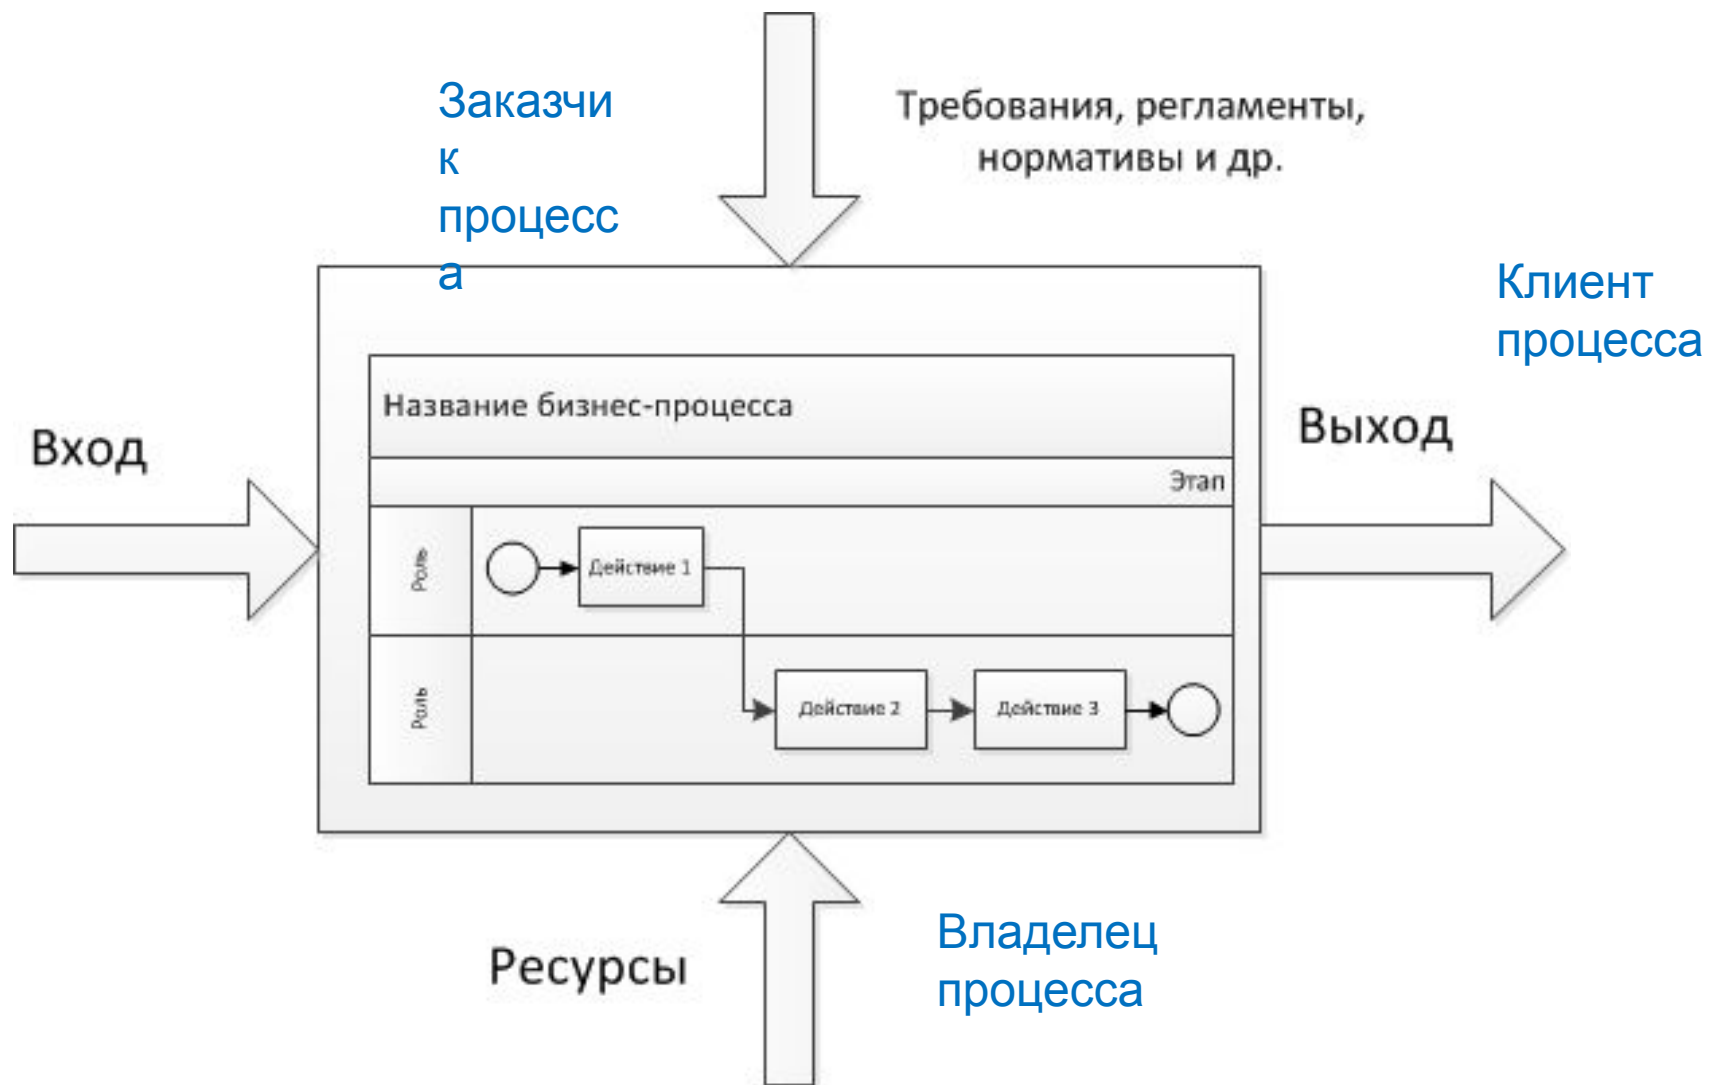 Заказчи
к
процесс
а
Требования, регламенты,
нормативы и др.
Клиент
процесса
Название бизнес-процесса
Вход
Выход
Этап
Роль
Действие 1
Роль
Действие 2
Действие 3
Ресурсы
Владелец
процесса